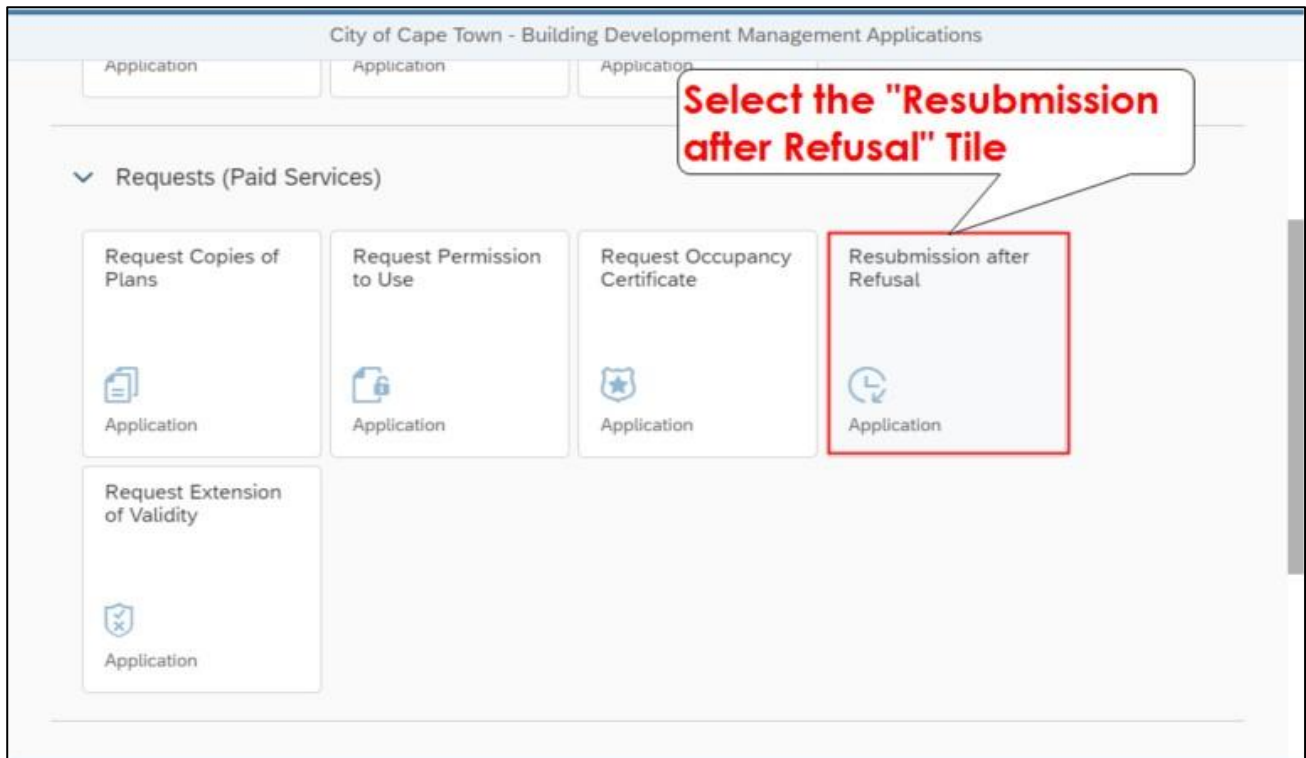 City of Cape Town - Building Development Management Applications
Application
Application
Application
Select the "Resubmission
after Refusal" Tile
Requests (Paid Services)
Request Copies of
Plans
Application
Request Permission
to Use
Application
Request Occupancy
Certificate
Application
Resubmission after
Refusal
Application
Request Extension
of Validity
Application